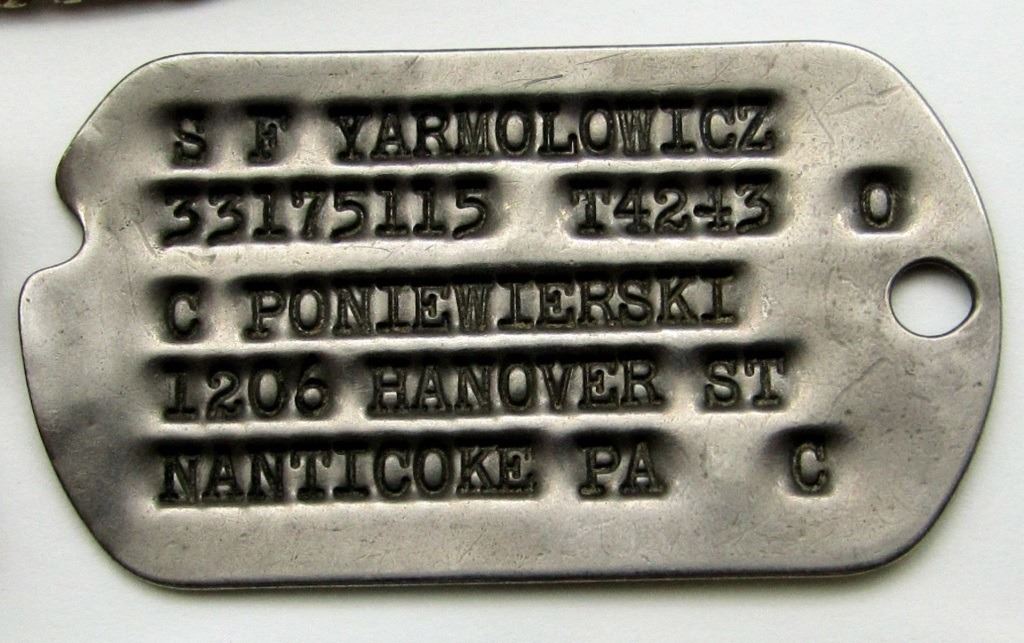 S F YARMOLOWICZ
33175115 T4243 O
C PONIEWIERSKI
1206 HANOVER ST
NANTICOKE PA C